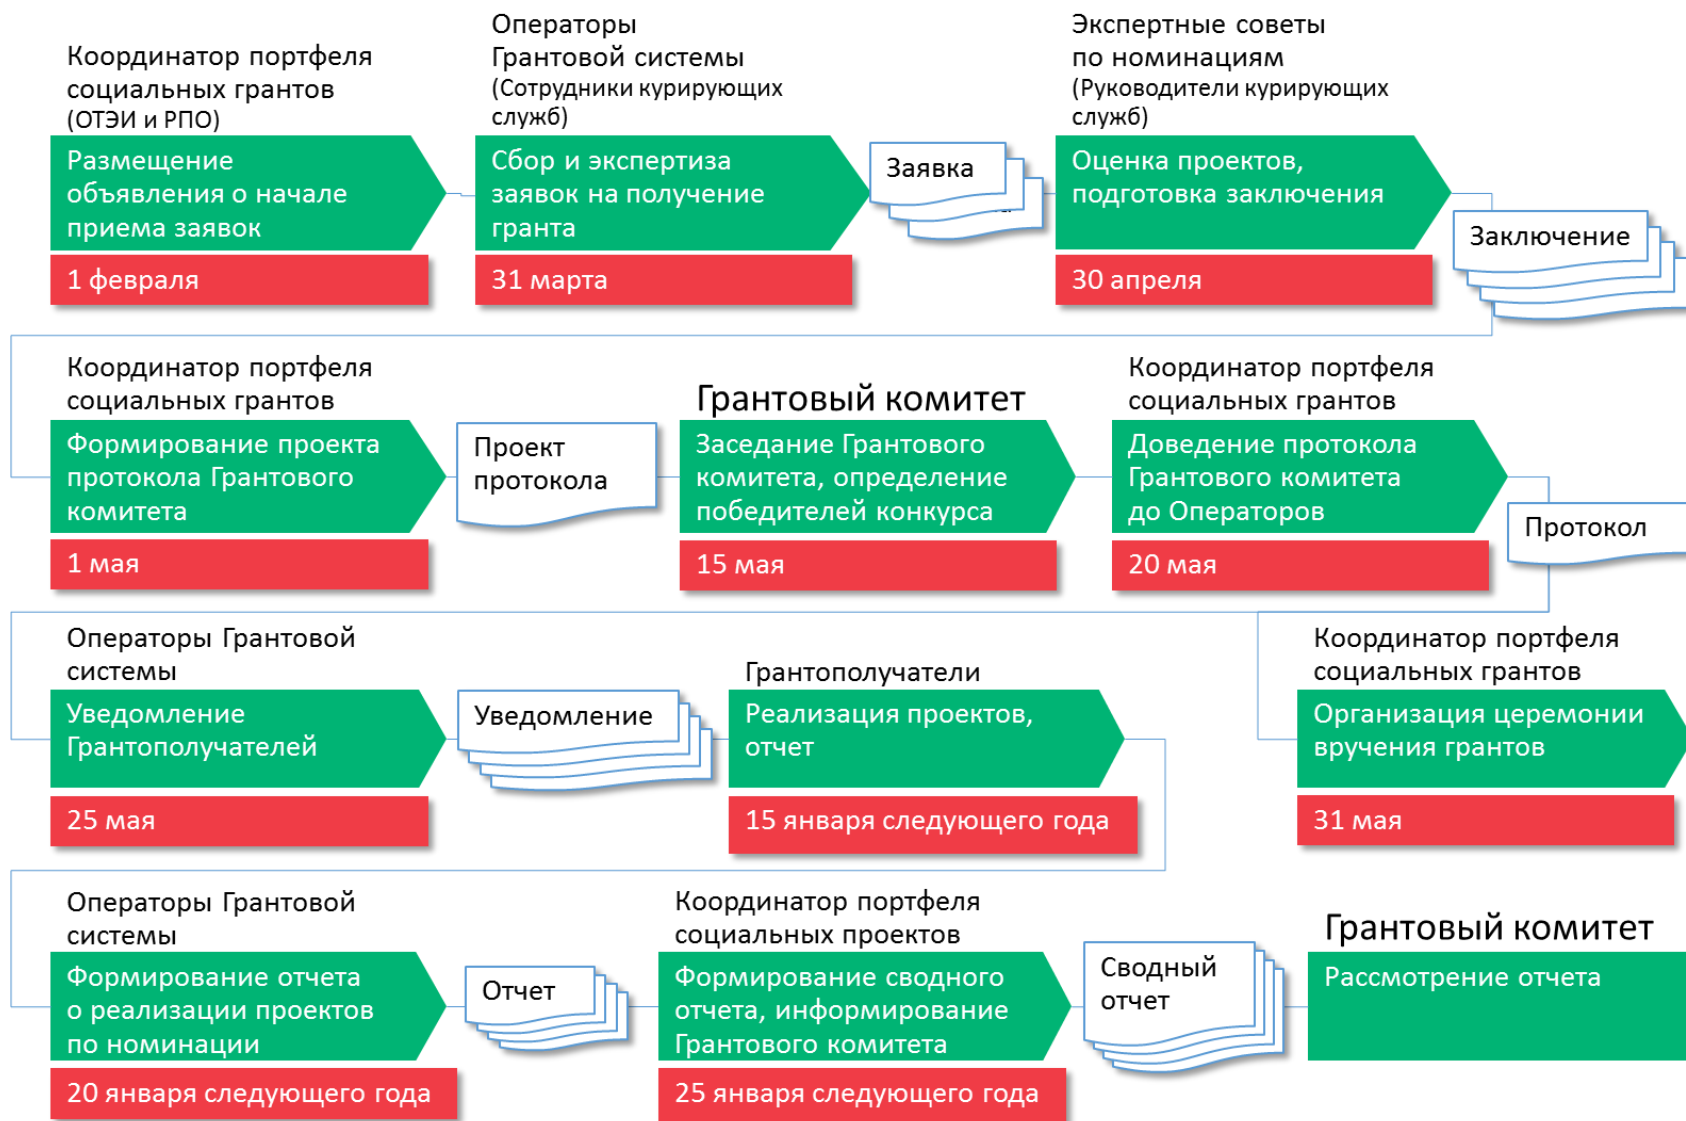 Координатор портфеля
социальных грантов
(ОТЭИ и РПО)
Размещение
объявления о начале
приема заявок
1 февраля
Операторы
Грантовой системы
(Сотрудники курирующих
служб)
Сбор и экспертиза
заявок на получение
гранта
31 марта
Заявка
Экспертные советы
по номинациям
(Руководители курирующих
служб)
Оценка проектов,
подготовка заключения
30 апреля
Заключение
Координатор портфеля
социальных грантов
Формирование проекта
протокола Грантового
комитета
1 мая
Проект
протокола
Грантовый комитет
Заседание Грантового
комитета, определение
победителей конкурса
15 мая
Координатор портфеля
социальных грантов
Доведение протокола
Грантового комитета
до Операторов
20 мая
Протокол
Операторы Грантовой
системы
Уведомление
Грантополучателей
25 мая
Уведомление
Грантополучатели
Реализация проектов,
отчет
15 января следующего года
Координатор портфеля
социальных грантов
Организация церемонии
вручения грантов
31 мая
Операторы Грантовой
системы
Формирование отчета
о реализации проектов
по номинации
20 января следующего года
Отчет
Координатор портфеля
социальных проектов
Формирование сводного
отчета, информирование
Грантового комитета
25 января следующего года
Сводный
отчет
Грантовый комитет
Рассмотрение отчета